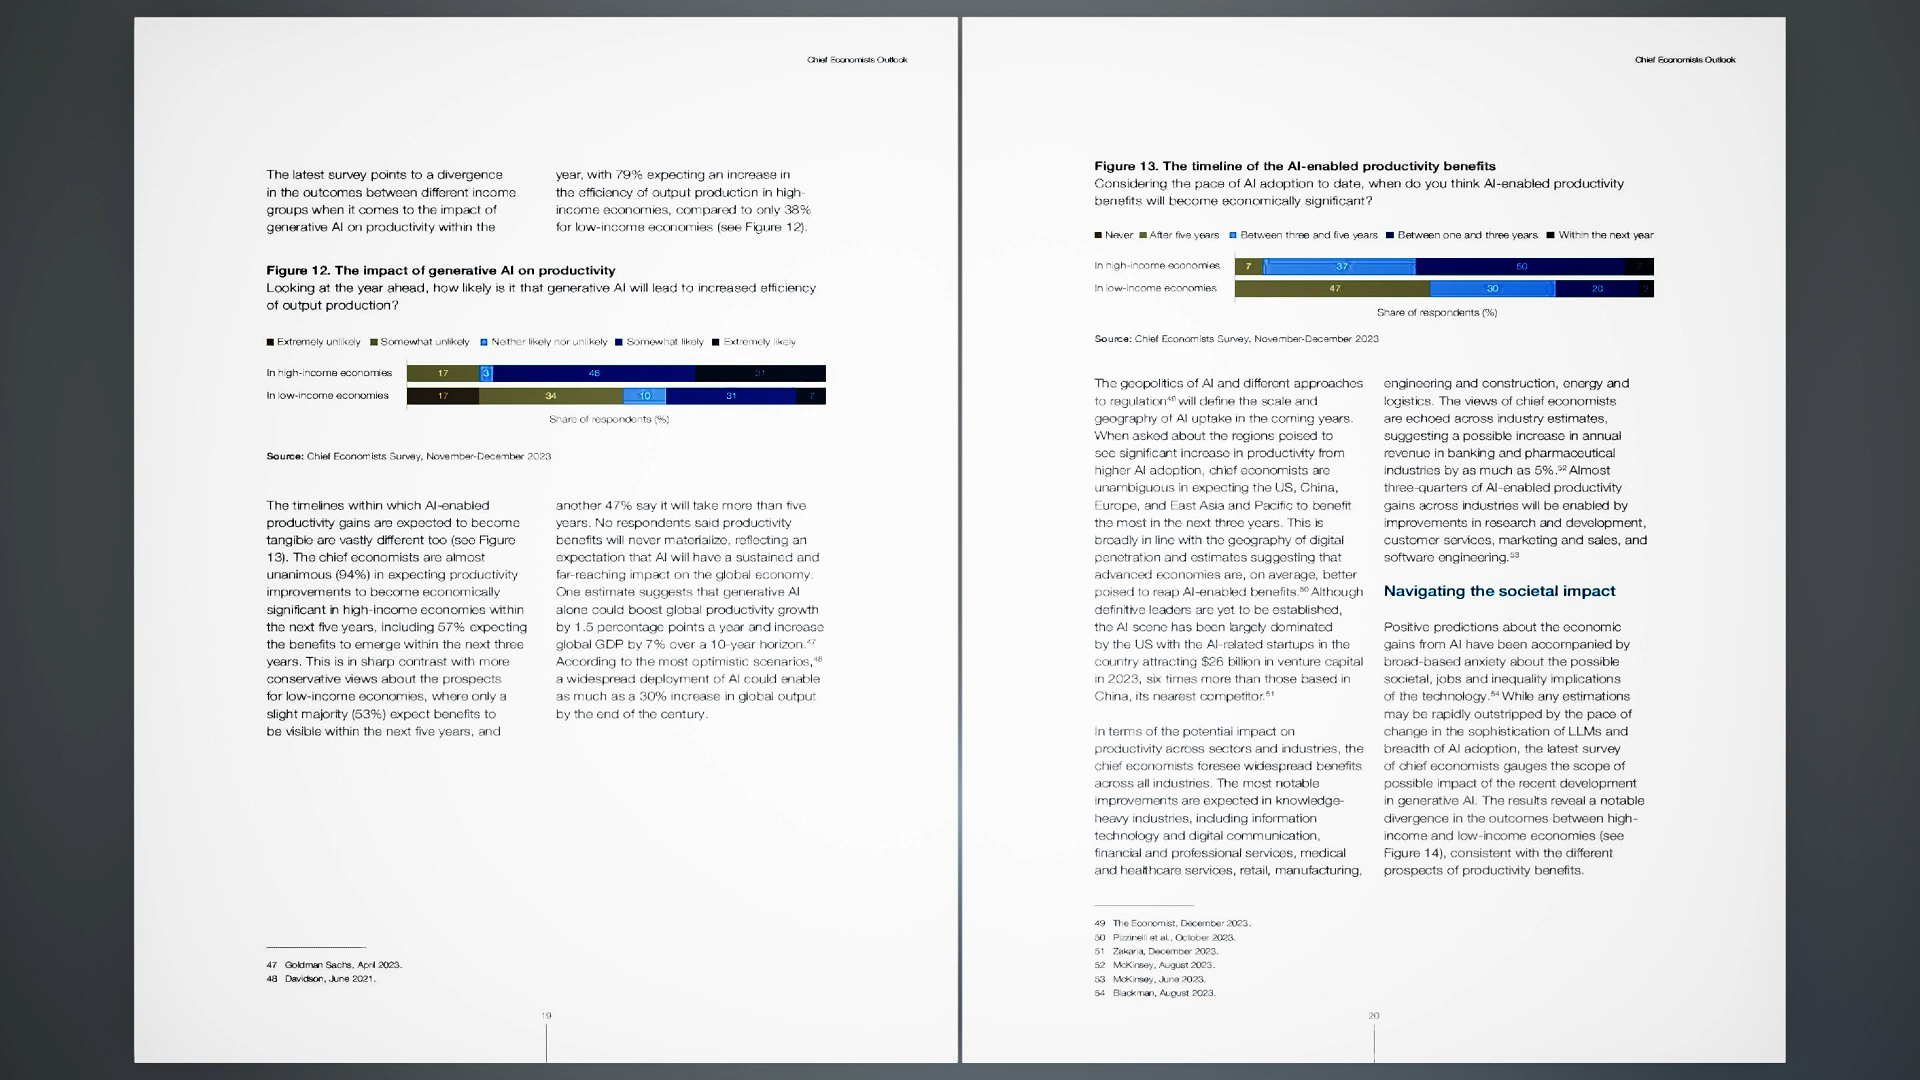 Chief Economists Outlook
The latest survey points to a divergence
in the outcomes between different income
groups when it comes to the impact of
generative AI on productivity within the
year, with 79% expecting an increase in
the efficiency of output production in high-
income economies, compared to only 38%
for low-income economies (see Figure 12).
Figure 12. The impact of generative AI on productivity
Looking at the year ahead, how likely is it that generative AI will lead to increased efficiency
of output production?
Extremely unlikely Somewhat unlikely Neither likely nor unlikely Somewhat likely Extremely likely
In high-income economies 17 3 48 31
In low-income economies 17 34 10 31 7
Share of respondents (%)
Source: Chief Economists Survey, November-December 2023
The timelines within which AI-enabled
productivity gains are expected to become
tangible are vastly different too (see Figure
13). The chief economists are almost
unanimous (94%) in expecting productivity
improvements to become economically
significant in high-income economies within
the next five years, including 57% expecting
the benefits to emerge within the next three
years. This is in sharp contrast with more
conservative views about the prospects
for low-income economies, where only a
slight majority (53%) expect benefits to
be visible within the next five years, and
another 47% say it will take more than five
years. No respondents said productivity
benefits will never materialize, reflecting an
expectation that AI will have a sustained and
far-reaching impact on the global economy.
One estimate suggests that generative AI
alone could boost global productivity growth
by 1.5 percentage points a year and increase
global GDP by 7% over a 10-year horizon.47
According to the most optimistic scenarios,48
a widespread deployment of AI could enable
as much as a 30% increase in global output
by the end of the century.
47 Goldman Sachs, April 2023.
48 Davidson, June 2021.
19
Chief Economists Outlook
Figure 13. The timeline of the AI-enabled productivity benefits
Considering the pace of AI adoption to date, when do you think AI-enabled productivity
benefits will become economically significant?
Never After five years Between three and five years Between one and three years Within the next year
In high-income economies 7 37 50 7
In low-income economies 47 30 20 3
Share of respondents (%)
Source: Chief Economists Survey, November-December 2023
The geopolitics of AI and different approaches
to regulation49 will define the scale and
geography of AI uptake in the coming years.
When asked about the regions poised to
see significant increase in productivity from
higher AI adoption, chief economists are
unambiguous in expecting the US, China,
Europe, and East Asia and Pacific to benefit
the most in the next three years. This is
broadly in line with the geography of digital
penetration and estimates suggesting that
advanced economies are, on average, better
poised to reap AI-enabled benefits.50 Although
definitive leaders are yet to be established,
the AI scene has been largely dominated
by the US with the AI-related startups in the
country attracting $26 billion in venture capital
in 2023, six times more than those based in
China, its nearest competitor.51
In terms of the potential impact on
productivity across sectors and industries, the
chief economists foresee widespread benefits
across all industries. The most notable
improvements are expected in knowledge-
heavy industries, including information
technology and digital communication,
financial and professional services, medical
and healthcare services, retail, manufacturing,
engineering and construction, energy and
logistics. The views of chief economists
are echoed across industry estimates,
suggesting a possible increase in annual
revenue in banking and pharmaceutical
industries by as much as 5%.52 Almost
three-quarters of AI-enabled productivity
gains across industries will be enabled by
improvements in research and development,
customer services, marketing and sales, and
software engineering.53
Navigating the societal impact
Positive predictions about the economic
gains from AI have been accompanied by
broad-based anxiety about the possible
societal, jobs and inequality implications
of the technology.54 While any estimations
may be rapidly outstripped by the pace of
change in the sophistication of LLMs and
breadth of AI adoption, the latest survey
of chief economists gauges the scope of
possible impact of the recent development
in generative AI. The results reveal a notable
divergence in the outcomes between high-
income and low-income economies (see
Figure 14), consistent with the different
prospects of productivity benefits.
49 The Economist, December 2023.
50 Pizzinelli et al., October 2023.
51 Zakaria, December 2023.
52 McKinsey, August 2023.
53 McKinsey, June 2023.
54 Blackman, August 2023.
20